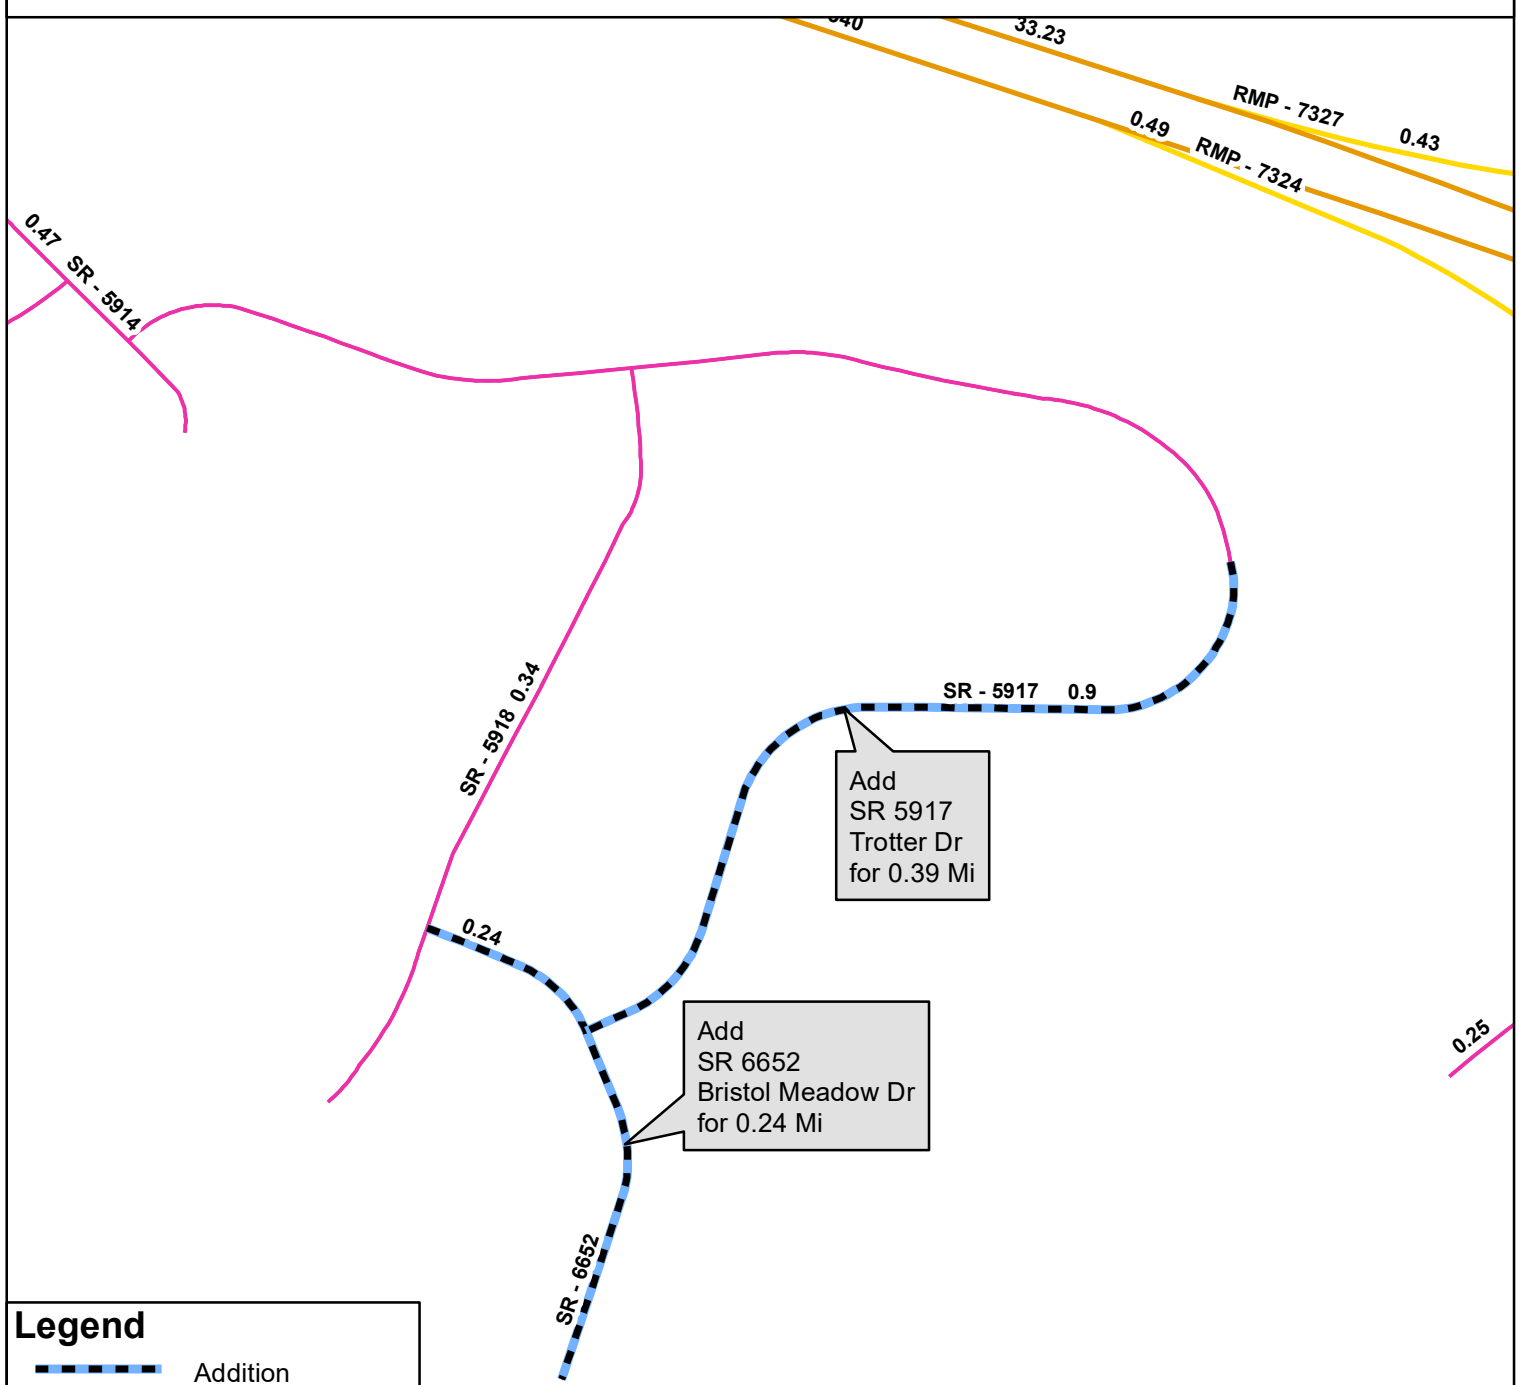 33.23
RMP - 7327
0.43
0.49
RMP - 7324
0.47
SR - 5914
SR - 5918 0.34
SR - 5917 0.9
Add
SR 5917
Trotter Dr
for 0.39 Mi
0.24
Add
SR 6652
Bristol Meadow Dr
for 0.24 Mi
0.25
SR - 6652
Legend
Addition